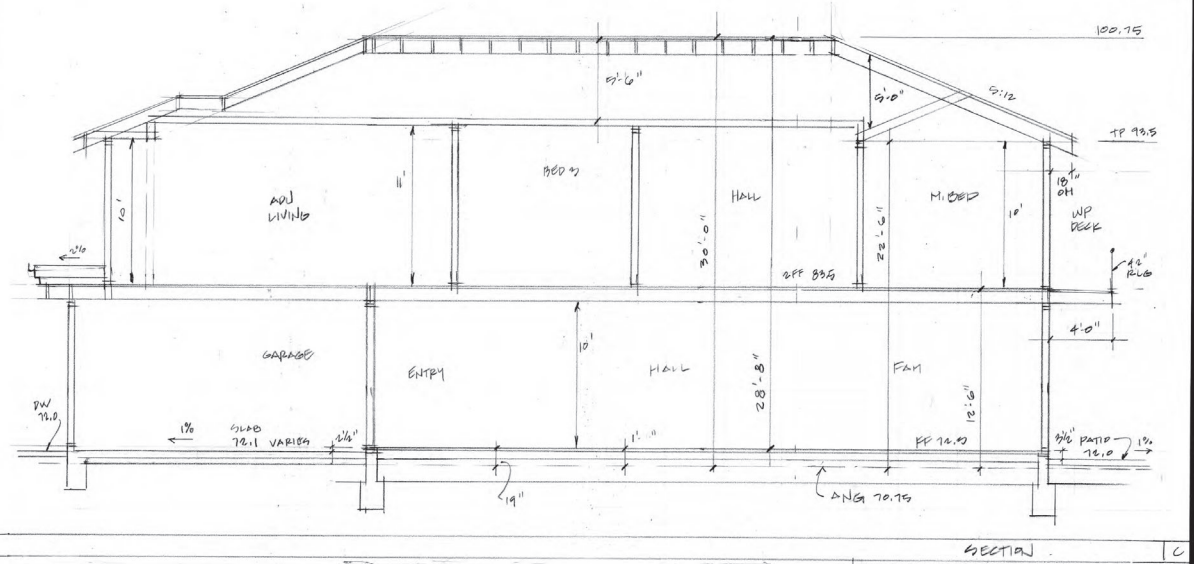 100.75
5'-6"
5'-0"
5:12
TP 93.5
10'
ADU
LIVING
11'
BED 3
HALL
M. BED
10'
18"
OH
WP
DECK
30'-0"
22'-6"
2%
2FF 83.5
42"
RLG
4'-0"
GARAGE
ENTRY
10'
HALL
28'-8"
FAM
12'-9"
DW
72.0
1%
SLAB
72.1 VARIES
2½"
FF 72.5
3½" PATIO
72.0
1%
19"
ANG 70.75
SECTION
C